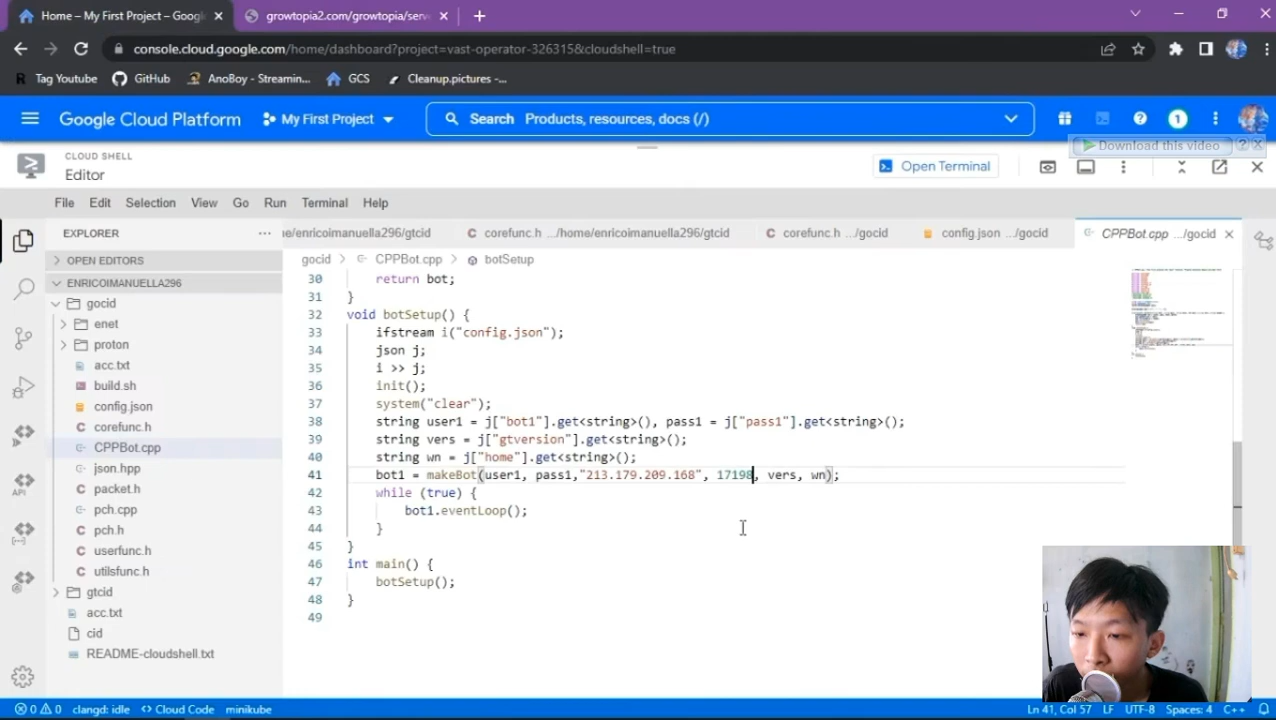 Home – My First Project – Google
growtopia2.com/growtopia/serv
console.cloud.google.com/home/dashboard?project=vast-operator-326315&cloudshell=true
Tag Youtube
GitHub
AnoBoy - Streamin...
GCS
Cleanup.pictures -...
Google Cloud Platform
My First Project
Search Products, resources, docs (/)
1
Download this video
CLOUD SHELL
Editor
Open Terminal
File Edit Selection View Go Run Terminal Help
EXPLORER
OPEN EDITORS
ENRICOIMANUELLA296
gocid
enet
proton
acc.txt
build.sh
config.json
corefunc.h
CPPBot.cpp
json.hpp
packet.h
pch.cpp
pch.h
userfunc.h
utilsfunc.h
gtcid
acc.txt
cid
README-cloudshell.txt
me/enricoimanuella296/gtcid
corefunc.h .../home/enricoimanuella296/gtcid
corefunc.h .../gocid
config.json .../gocid
CPPBot.cpp .../gocid
gocid > CPPBot.cpp > botSetup
30 return bot;
31 }
32 void botSetup() {
33 ifstream i("config.json");
34 json j;
35 i >> j;
36 init();
37 system("clear");
38 string user1 = j["bot1"].get<string>(), pass1 = j["pass1"].get<string>();
39 string vers = j["gtversion"].get<string>();
40 string wn = j["home"].get<string>();
41 bot1 = makeBot(user1, pass1,"213.179.209.168", 17198, vers, wn);
42 while (true) {
43 bot1.eventLoop();
44 }
45 }
46 int main() {
47 botSetup();
48 }
49
0 0 clangd: idle Cloud Code minikube
Ln 41, Col 57 LF UTF-8 Spaces: 4 C++